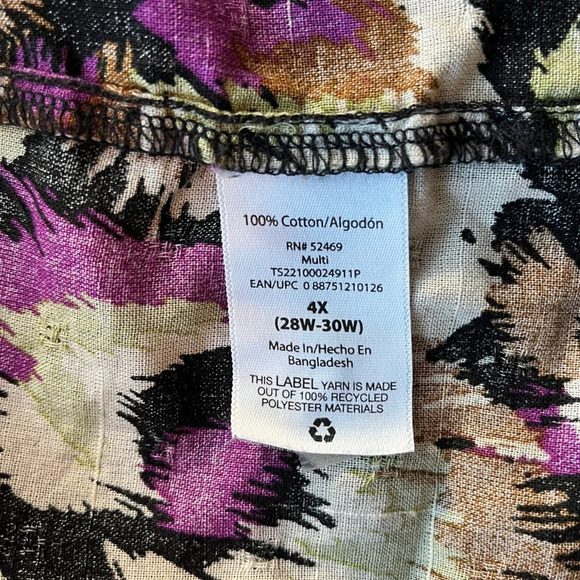 100% Cotton/Algodón
RN# 52469
Multi
TS22100024911P
EAN/UPC 0 88751210126
4X
(28W-30W)
Made In/Hecho En
Bangladesh
THIS LABEL YARN IS MADE
OUT OF 100% RECYCLED
POLYESTER MATERIALS